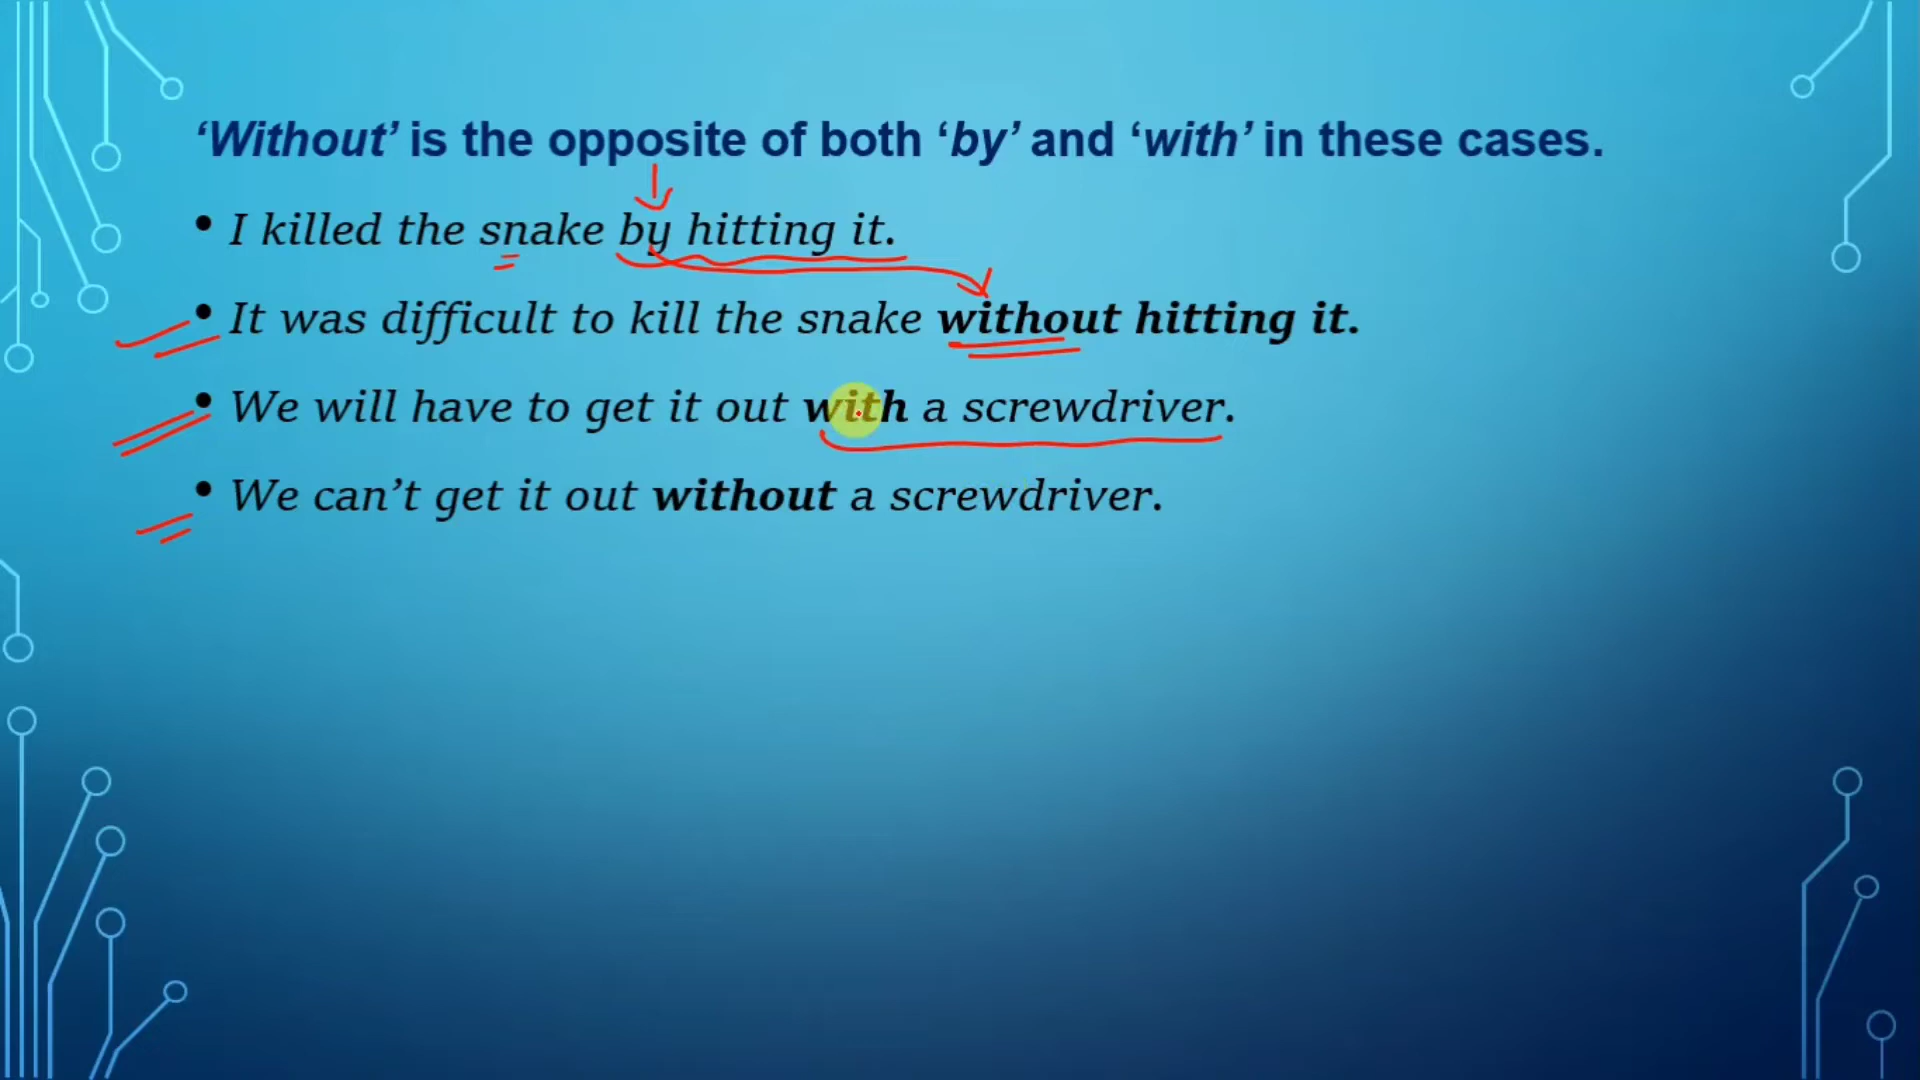 ‘Without’ is the opposite of both ‘by’ and ‘with’ in these cases.
• I killed the snake by hitting it.
• It was difficult to kill the snake without hitting it.
• We will have to get it out with a screwdriver.
• We can’t get it out without a screwdriver.